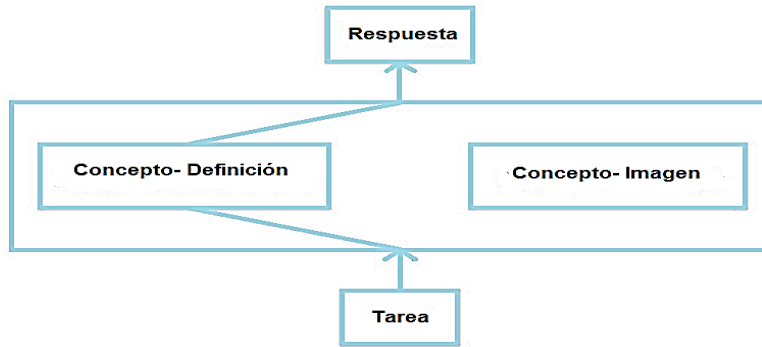 Respuesta
Concepto- Definición
Concepto- Imagen
Tarea